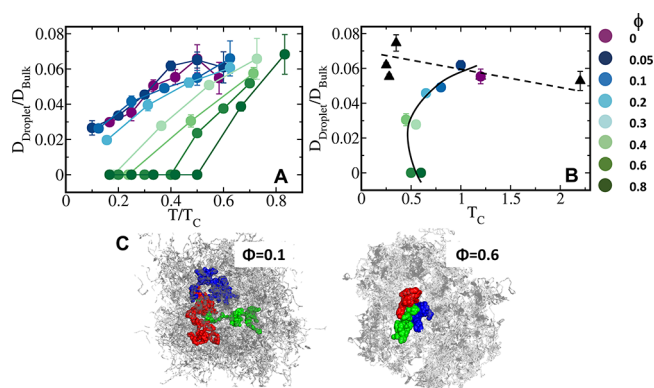 0.08
0.06
0.04
0.02
0
D_Droplet/D_Bulk
A
0 0.2 0.4 0.6 0.8 1
T/T_C
0.08
0.06
0.04
0.02
0
D_Droplet/D_Bulk
B
0 0.5 1 1.5 2
T_C
ϕ
0
0.05
0.1
0.2
0.3
0.4
0.6
0.8
C
Φ=0.1
Φ=0.6